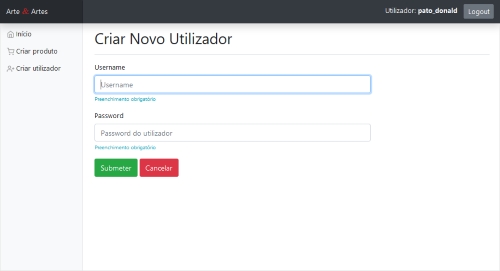 Arte & Artes
Utilizador: pato_donald
Logout
Início
Criar produto
Criar utilizador
Criar Novo Utilizador
Username
Username
Preenchimento obrigatório
Password
Password do utilizador
Preenchimento obrigatório
Submeter
Cancelar